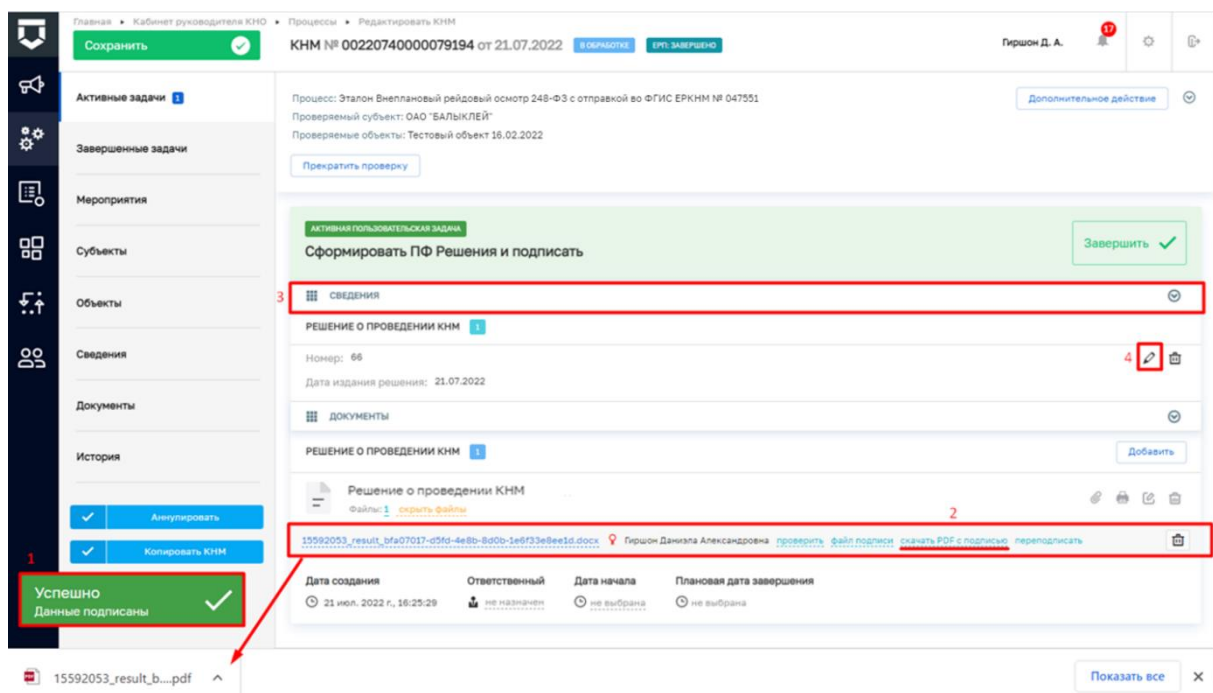 Главная ▸ Кабинет руководителя КНО ▸ Процессы ▸ Редактировать КНМ
Сохранить
КНМ № 00220740000079194 от 21.07.2022 В ОБРАБОТКЕ ЕРП: ЗАВЕРШЕНО
Гиршон Д. А.
17
Активные задачи 1
Завершенные задачи
Мероприятия
Субъекты
Объекты
Сведения
Документы
История
Аннулировать
Копировать КНМ
Процесс: Эталон Внеплановый рейдовый осмотр 248-ФЗ с отправкой во ФГИС ЕРКНМ № 047551
Дополнительное действие
Проверяемый субъект: ОАО "БАЛЫКЛЕЙ"
Проверяемые объекты: Тестовый объект 16.02.2022
Прекратить проверку
АКТИВНАЯ ПОЛЬЗОВАТЕЛЬСКАЯ ЗАДАЧА
Сформировать ПФ Решения и подписать
Завершить
3 СВЕДЕНИЯ
РЕШЕНИЕ О ПРОВЕДЕНИИ КНМ 1
Номер: 66
4
Дата издания решения: 21.07.2022
ДОКУМЕНТЫ
РЕШЕНИЕ О ПРОВЕДЕНИИ КНМ 1
Добавить
Решение о проведении КНМ
Файлы: 1 скрыть файлы
2
15592053_result_bfa07017-d5fd-4e8b-8d0b-1e6f33e8ee1d.docx Гиршон Даниэла Александровна проверить файл подписи скачать PDF с подписью переподписать
Дата создания Ответственный Дата начала Плановая дата завершения
21 июл. 2022 г., 16:25:29 не назначен не выбрана не выбрана
1
Успешно
Данные подписаны
15592053_result_b....pdf
Показать все